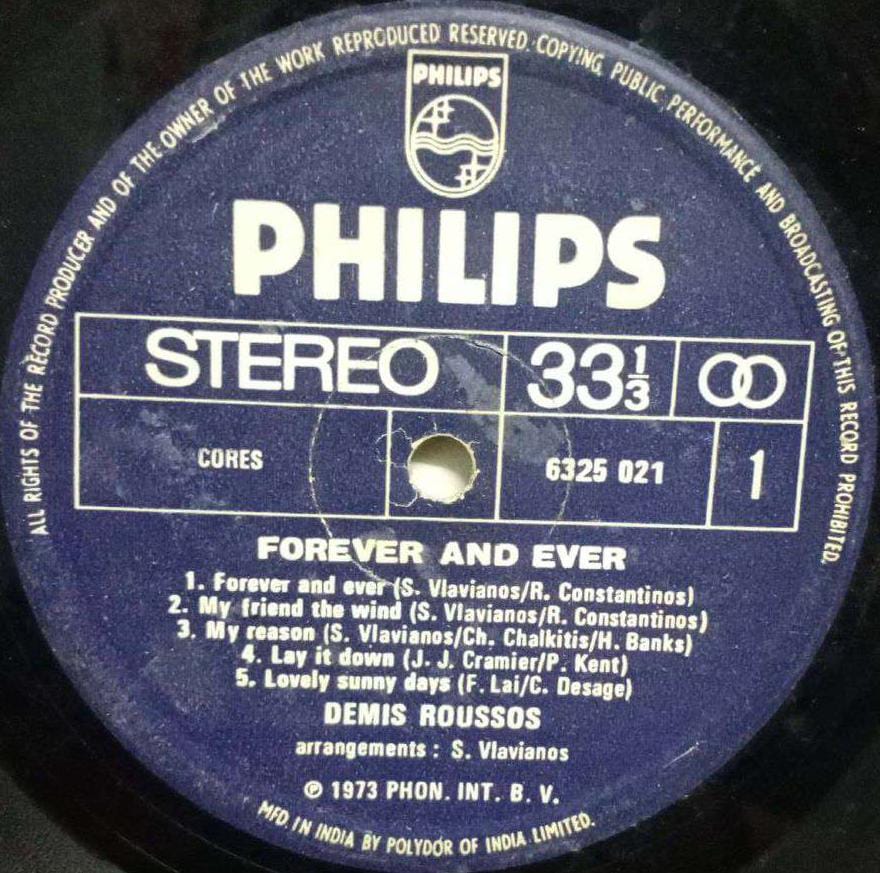 ALL RIGHTS OF THE RECORD PRODUCER AND OF THE OWNER OF THE WORK REPRODUCED RESERVED. COPYING, PUBLIC PERFORMANCE AND BROADCASTING OF THIS RECORD PROHIBITED.
PHILIPS
PHILIPS
STEREO 33 1/3
CORES 6325 021 1
FOREVER AND EVER
1. Forever and ever (S. Vlavianos/R. Constantinos)
2. My friend the wind (S. Vlavianos/R. Constantinos)
3. My reason (S. Vlavianos/Ch. Chalkitis/H. Banks)
4. Lay it down (J. J. Cramier/P. Kent)
5. Lovely sunny days (F. Lai/C. Desage)
DEMIS ROUSSOS
arrangements : S. Vlavianos
℗ 1973 PHON. INT. B. V.
MFD. IN INDIA BY POLYDOR OF INDIA LIMITED.